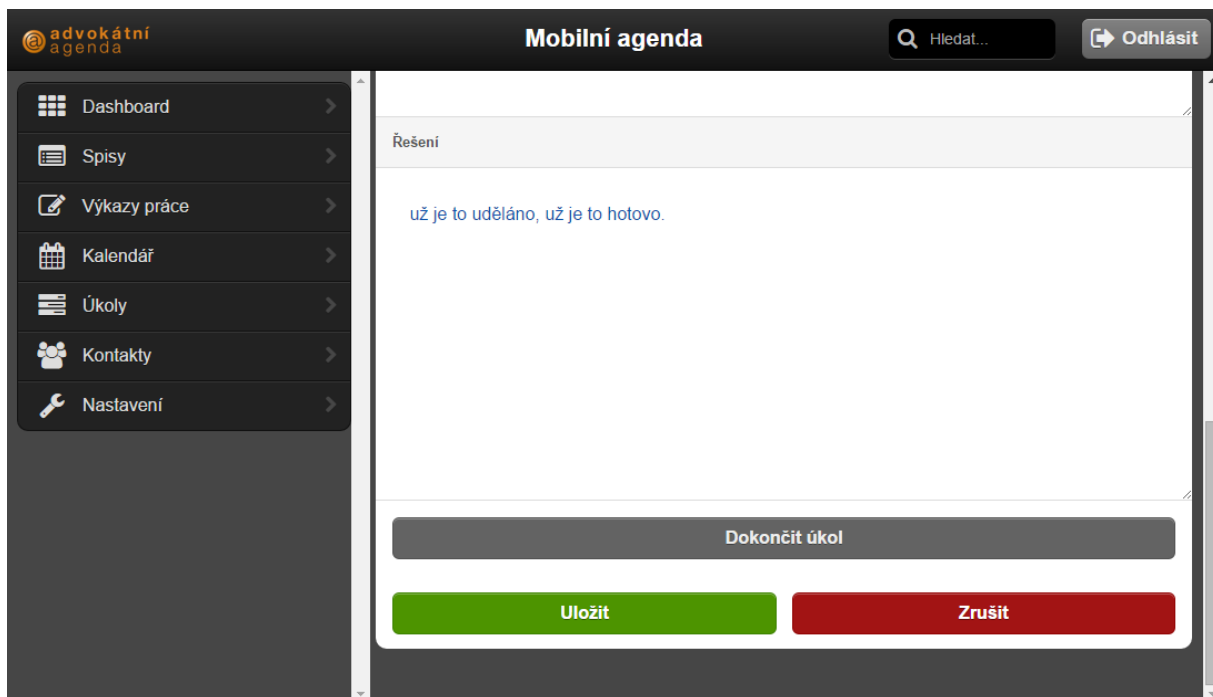 advokátní
agenda
Mobilní agenda
Hledat...
Odhlásit
Dashboard
Spisy
Výkazy práce
Kalendář
Úkoly
Kontakty
Nastavení
Řešení
už je to uděláno, už je to hotovo.
Dokončit úkol
Uložit
Zrušit